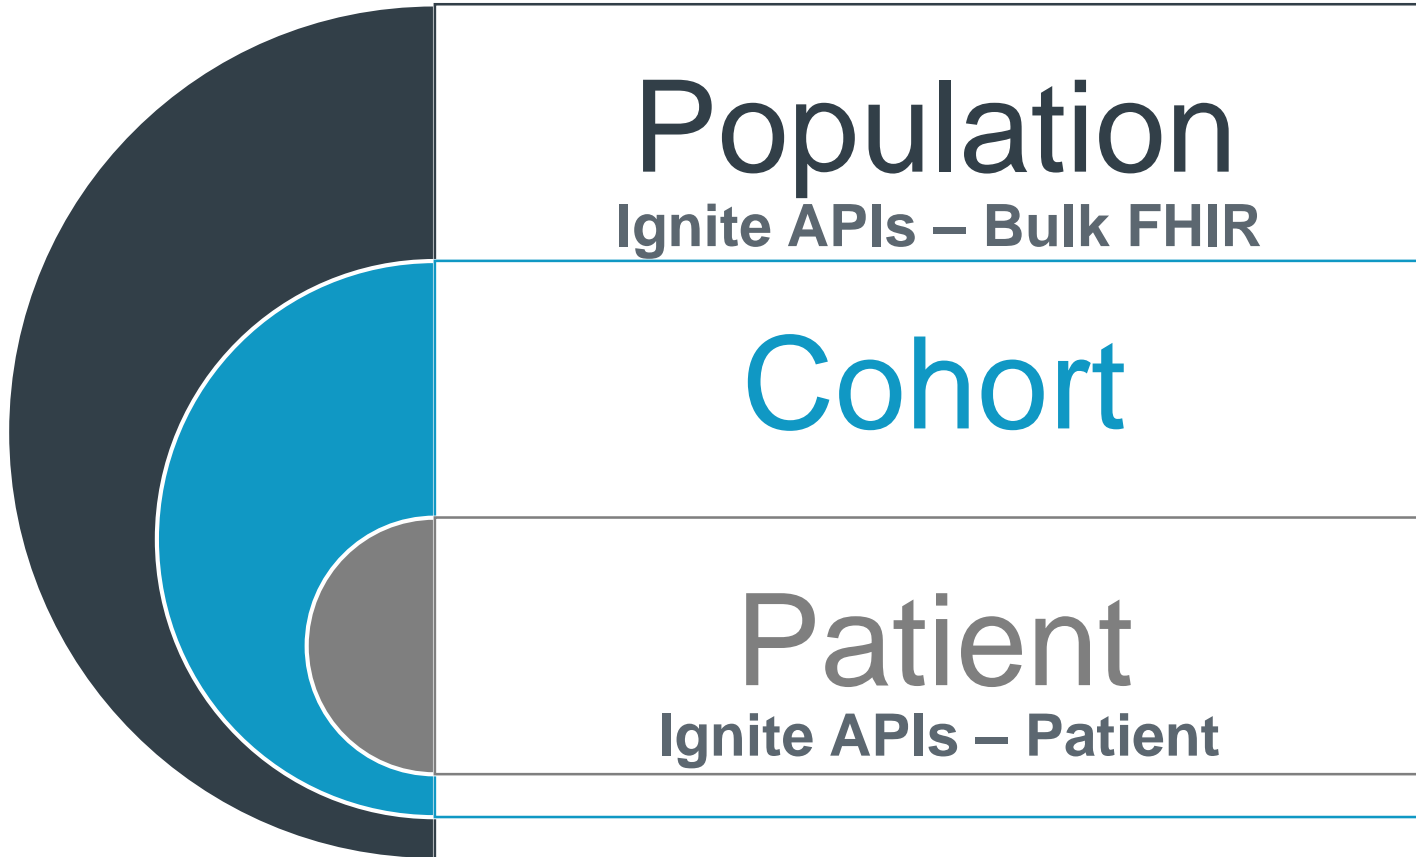 Population
Ignite APIs – Bulk FHIR
Cohort
Patient
Ignite APIs – Patient